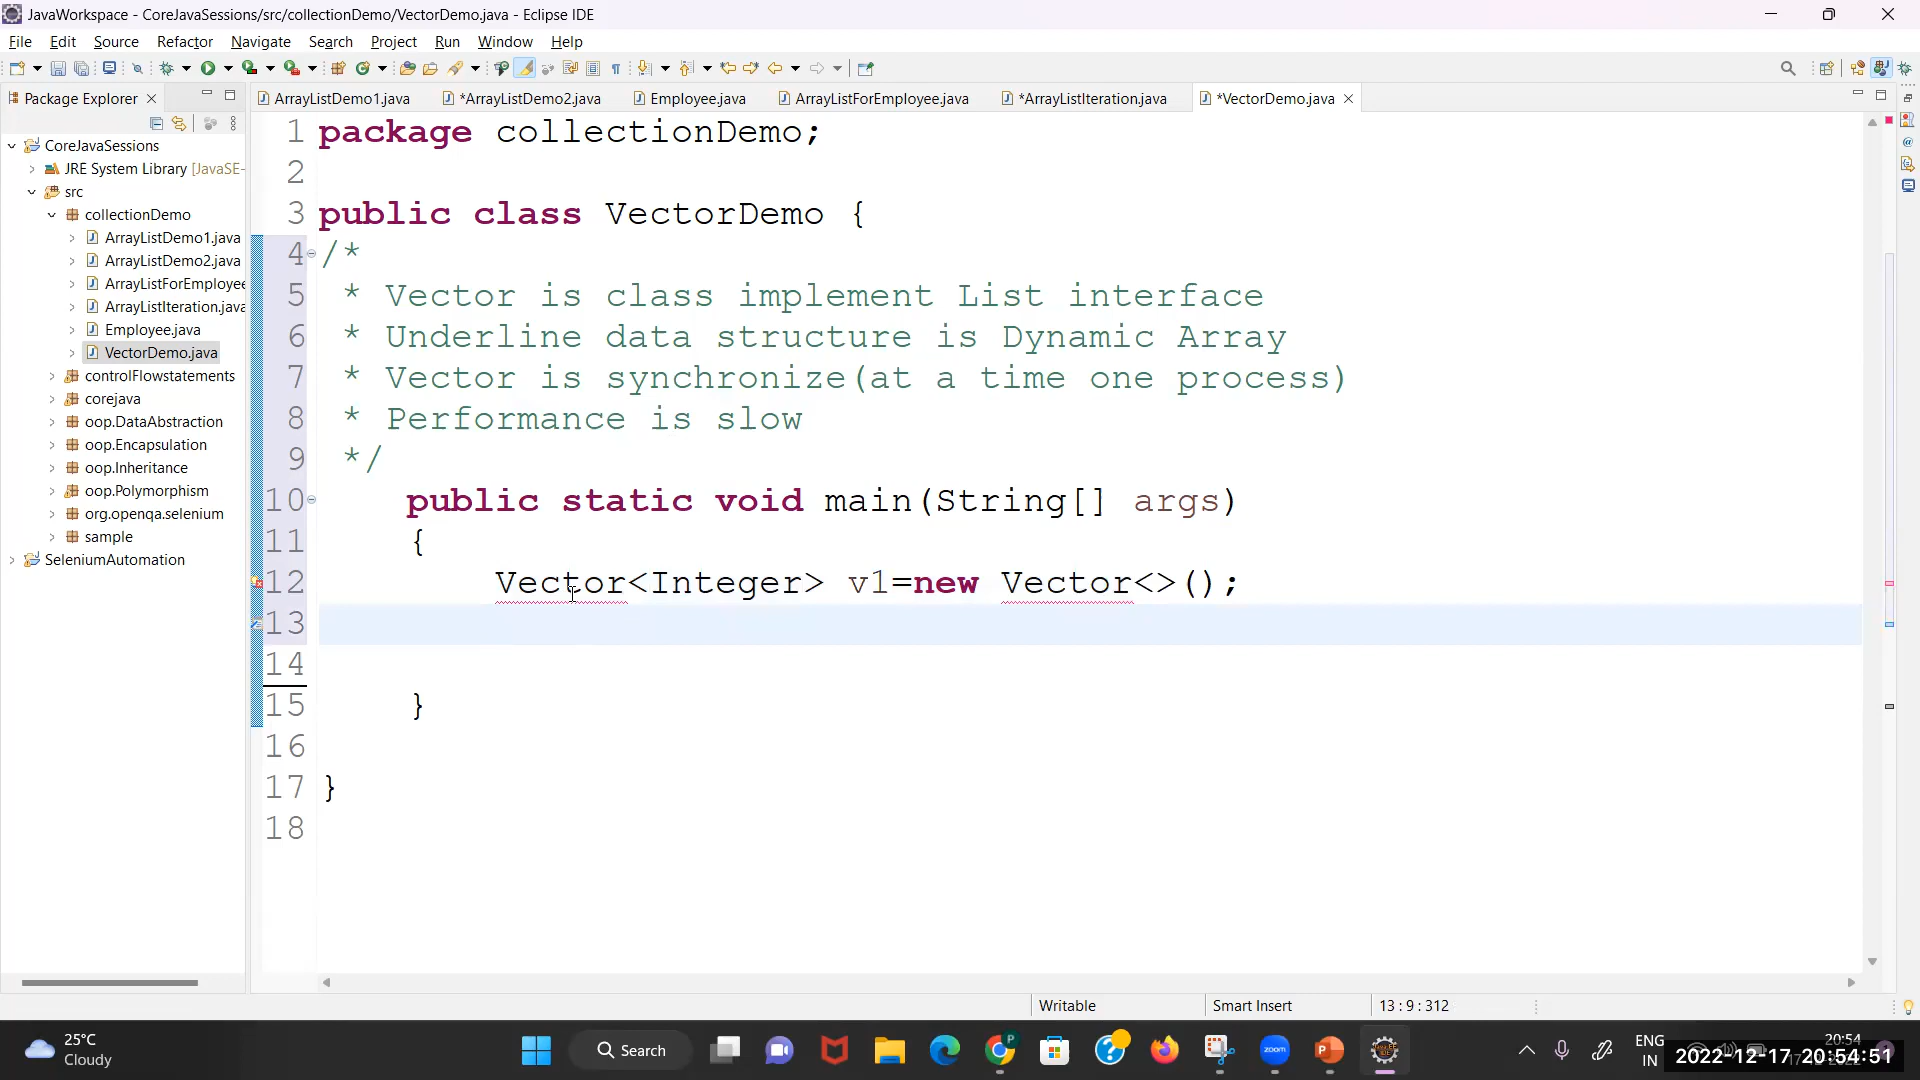 JavaWorkspace - CoreJavaSessions/src/collectionDemo/VectorDemo.java - Eclipse IDE
File Edit Source Refactor Navigate Search Project Run Window Help
Package Explorer
ArrayListDemo1.java *ArrayListDemo2.java Employee.java ArrayListForEmployee.java *ArrayListIteration.java *VectorDemo.java
CoreJavaSessions
JRE System Library [JavaSE-
src
collectionDemo
ArrayListDemo1.java
ArrayListDemo2.java
ArrayListForEmployee
ArrayListIteration.java
Employee.java
VectorDemo.java
controlFlowstatements
corejava
oop.DataAbstraction
oop.Encapsulation
oop.Inheritance
oop.Polymorphism
org.openqa.selenium
sample
SeleniumAutomation
1 package collectionDemo;
2
3 public class VectorDemo {
4 /*
5 * Vector is class implement List interface
6 * Underline data structure is Dynamic Array
7 * Vector is synchronize(at a time one process)
8 * Performance is slow
9 */
10 public static void main(String[] args)
11 {
12 Vector<Integer> v1=new Vector<>();
13
14
15 }
16
17 }
18
Writable Smart Insert 13 : 9 : 312
25°C
Cloudy
Search
zoom
ENG
IN
20:54
2022-12-17 20:54:51